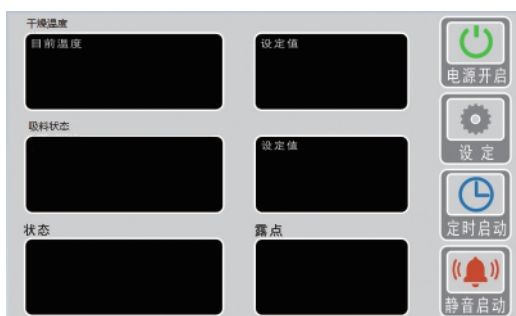 干燥温度
目前温度
设定值
电源开启
吸料状态
设定值
设 定
状态
露点
定时启动
静音启动